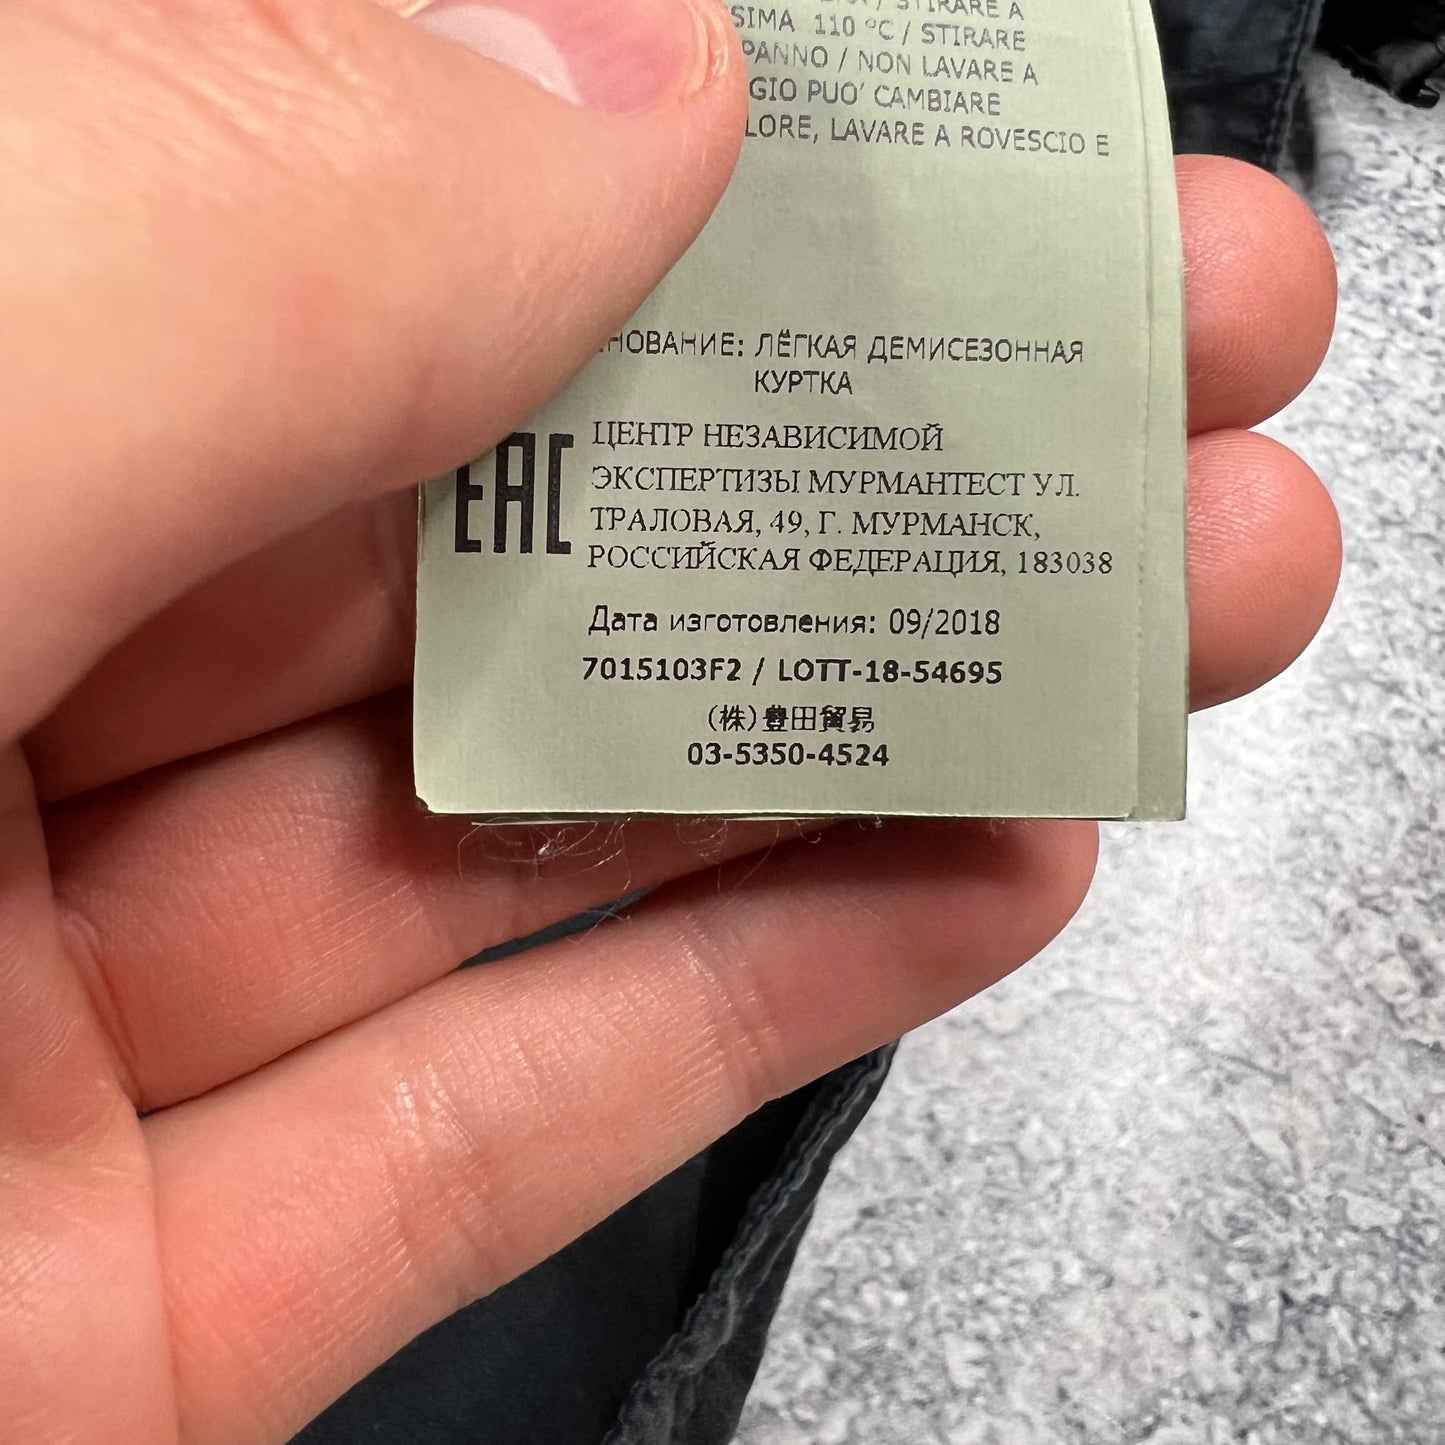 / STIRARE A
SIMA 110 °C / STIRARE
PANNO / NON LAVARE A
GIO PUO' CAMBIARE
LORE, LAVARE A ROVESCIO E
НОВАНИЕ: ЛЁГКАЯ ДЕМИСЕЗОННАЯ
КУРТКА
EAC
ЦЕНТР НЕЗАВИСИМОЙ
ЭКСПЕРТИЗЫ МУРМАНТЕСТ УЛ.
ТРАЛОВАЯ, 49, Г. МУРМАНСК,
РОССИЙСКАЯ ФЕДЕРАЦИЯ, 183038
Дата изготовления: 09/2018
7015103F2 / LOTT-18-54695
(株)豊田貿易
03-5350-4524